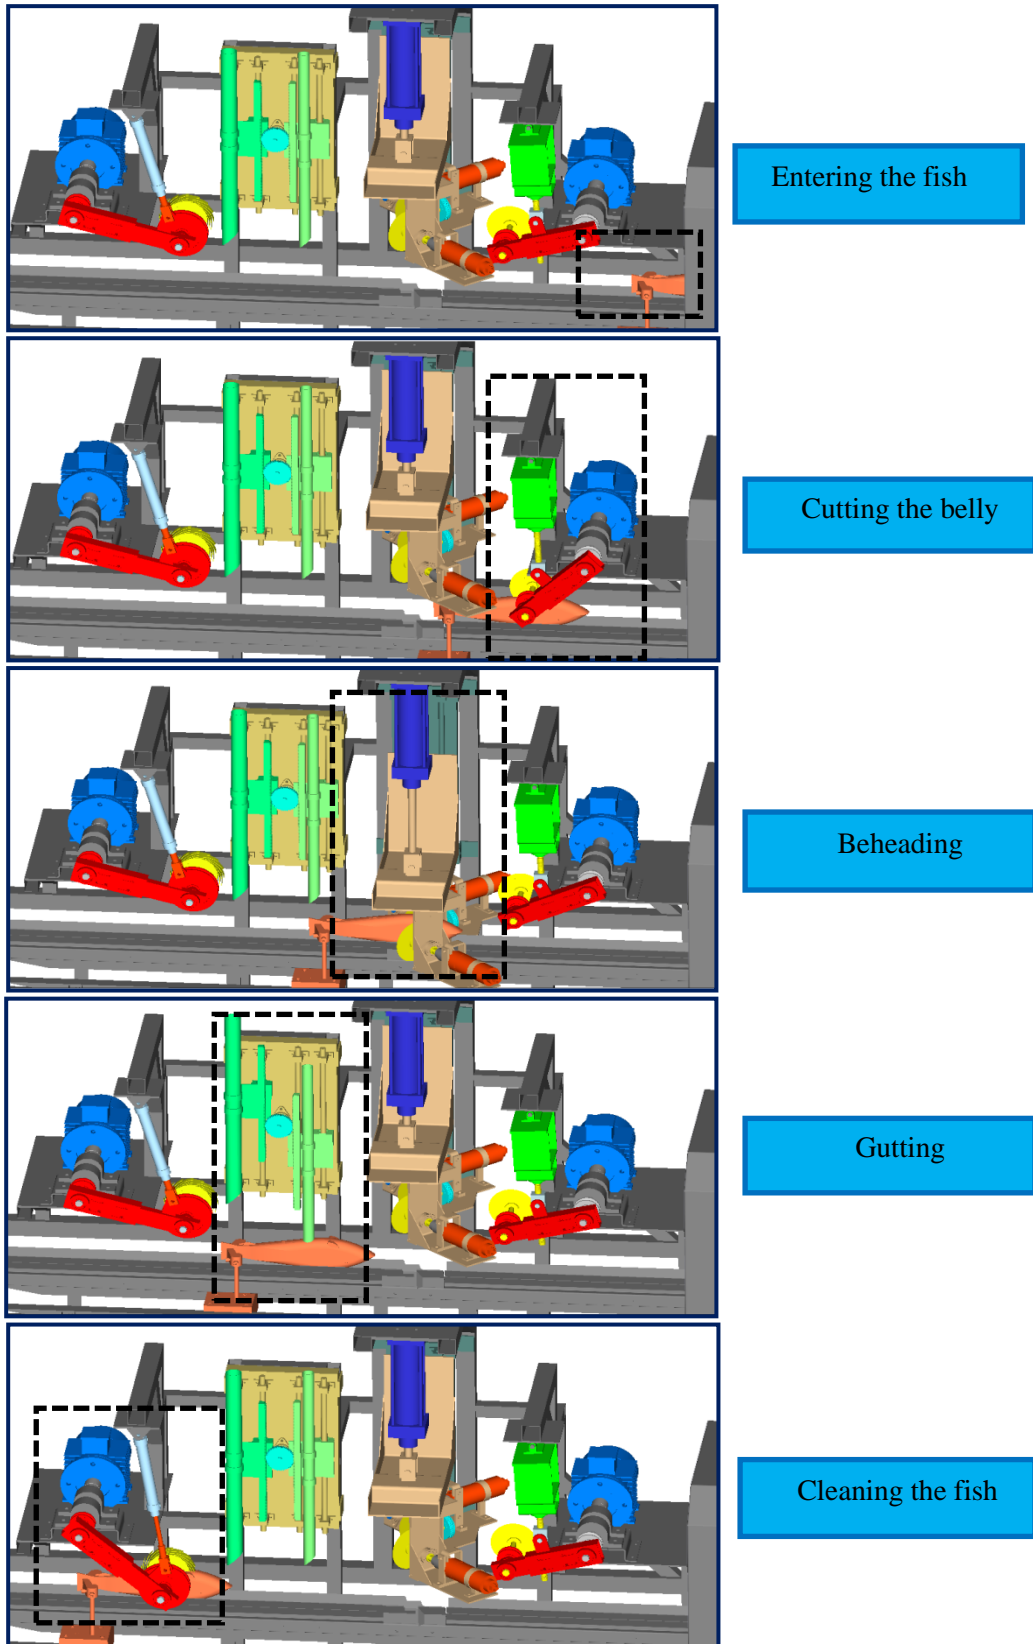 Entering the fish
Cutting the belly
Beheading
Gutting
Cleaning the fish